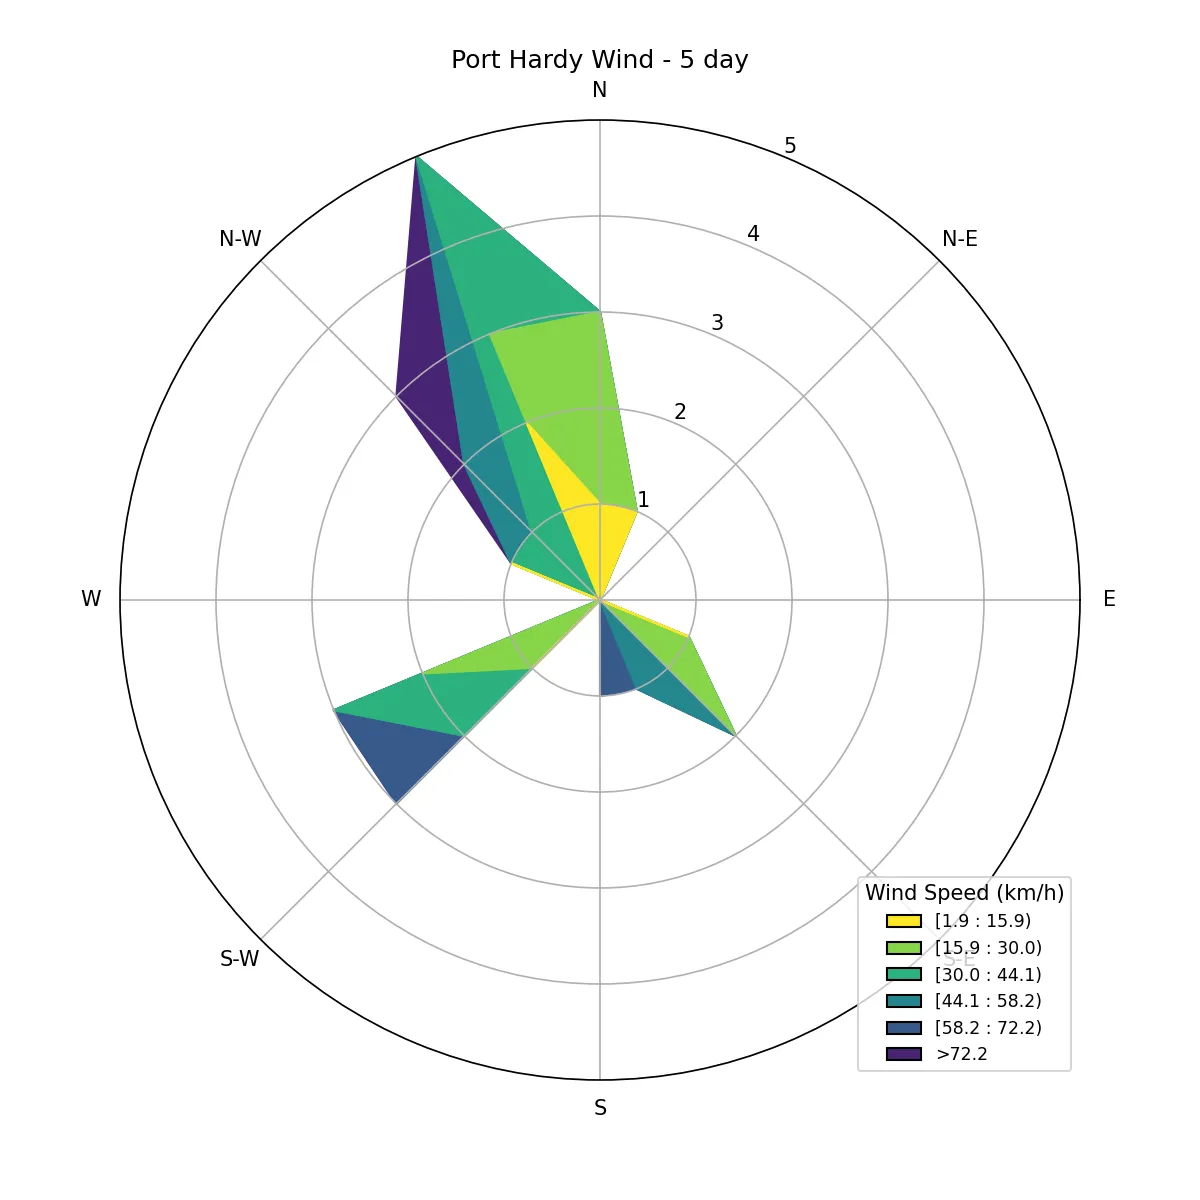 Port Hardy Wind - 5 day
N
5
N-W
4
N-E
3
2
1
W
E
S-W
S-E
S
Wind Speed (km/h)
[1.9 : 15.9)
[15.9 : 30.0)
[30.0 : 44.1)
[44.1 : 58.2)
[58.2 : 72.2)
>72.2